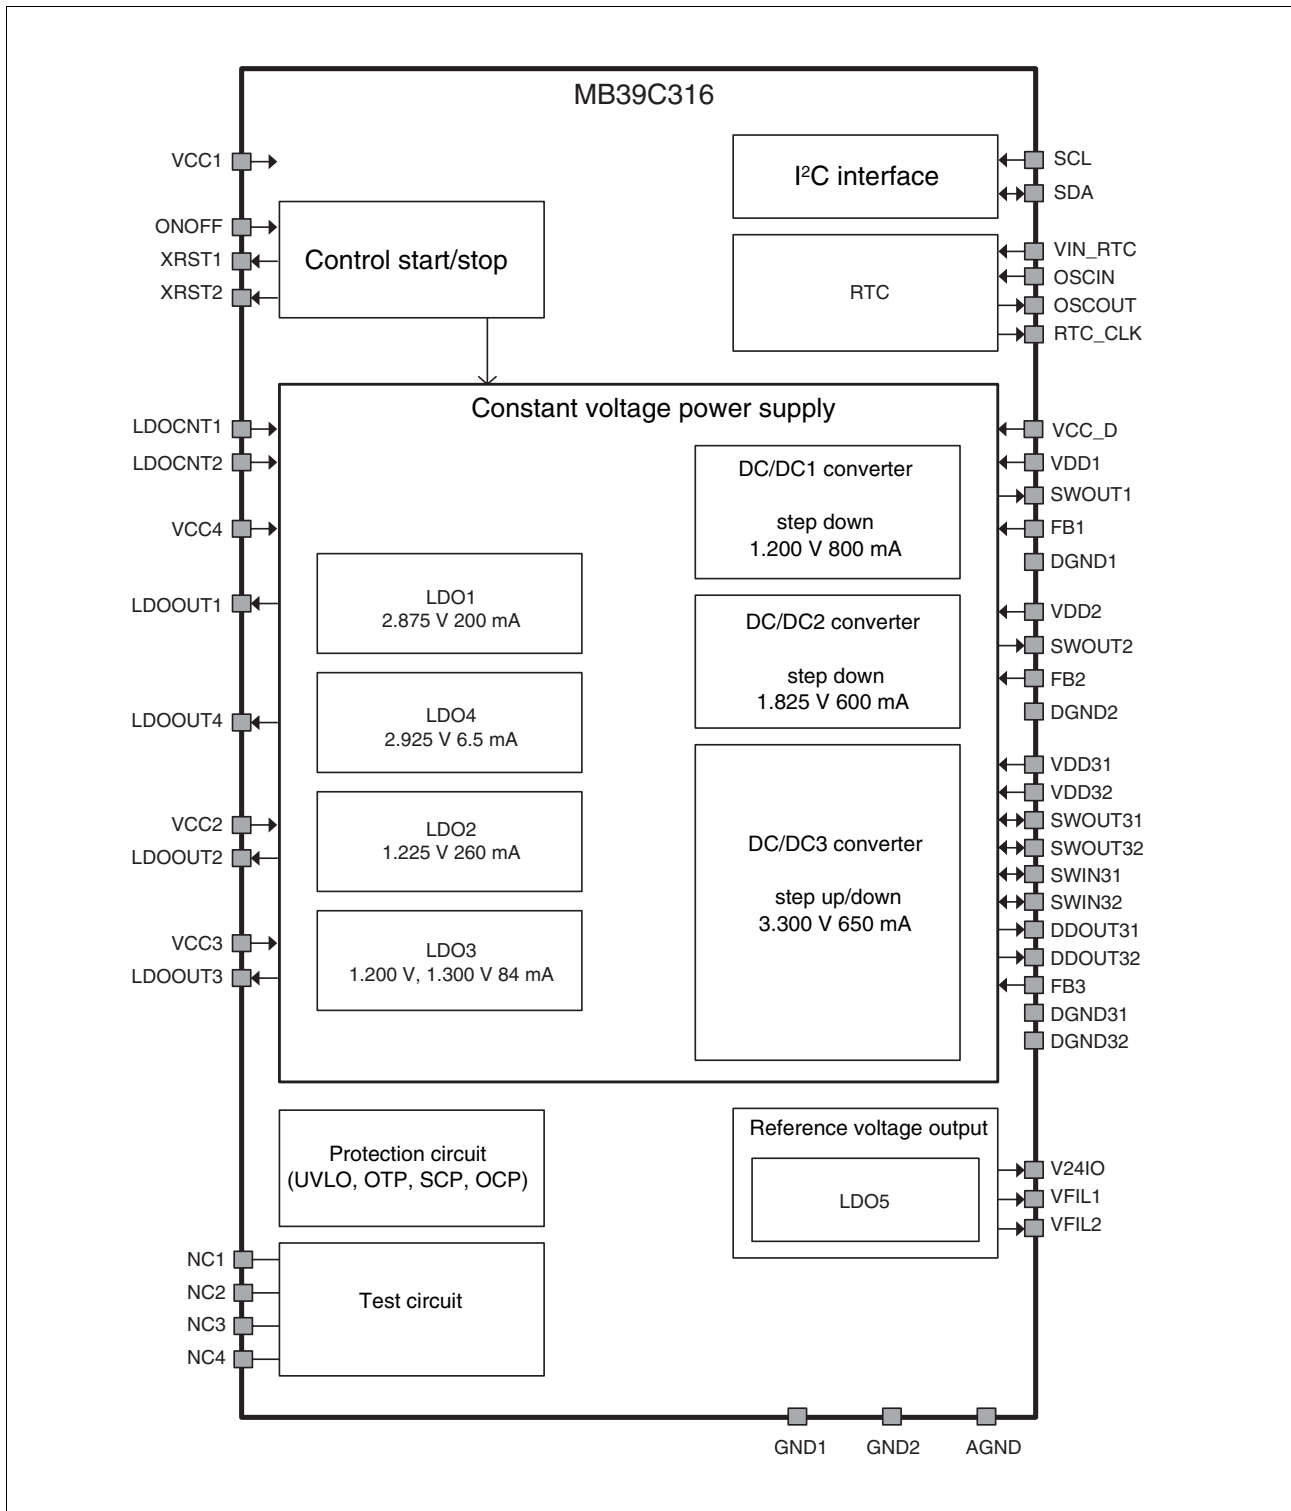 MB39C316
VCC1
ONOFF
XRST1
XRST2
Control start/stop
I²C interface
SCL
SDA
RTC
VIN_RTC
OSCIN
OSCOUT
RTC_CLK
Constant voltage power supply
LDOCNT1
LDOCNT2
VCC4
LDOOUT1
LDOOUT4
VCC2
LDOOUT2
VCC3
LDOOUT3
LDO1
2.875 V 200 mA
LDO4
2.925 V 6.5 mA
LDO2
1.225 V 260 mA
LDO3
1.200 V, 1.300 V 84 mA
DC/DC1 converter
step down
1.200 V 800 mA
DC/DC2 converter
step down
1.825 V 600 mA
DC/DC3 converter
step up/down
3.300 V 650 mA
VCC_D
VDD1
SWOUT1
FB1
DGND1
VDD2
SWOUT2
FB2
DGND2
VDD31
VDD32
SWOUT31
SWOUT32
SWIN31
SWIN32
DDOUT31
DDOUT32
FB3
DGND31
DGND32
Protection circuit
(UVLO, OTP, SCP, OCP)
Reference voltage output
LDO5
V24IO
VFIL1
VFIL2
NC1
NC2
NC3
NC4
Test circuit
GND1
GND2
AGND